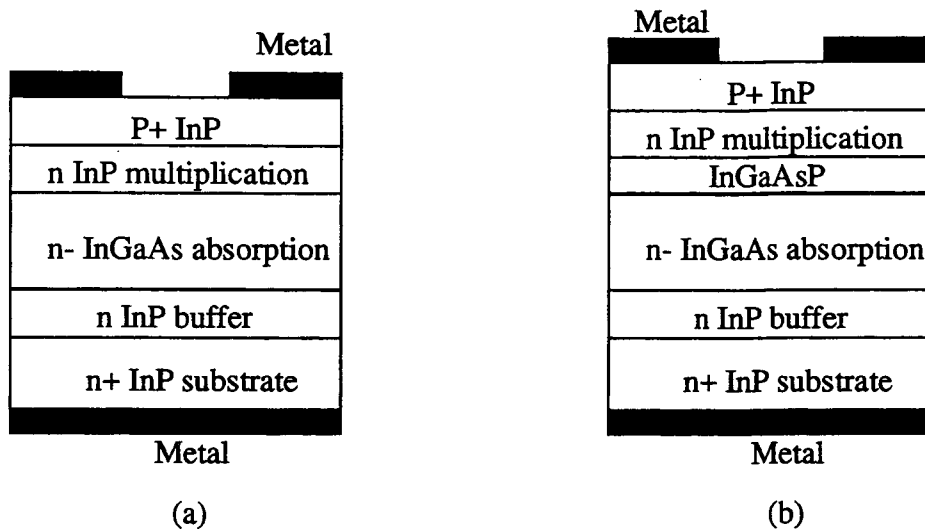 Metal
P+ InP
n InP multiplication
n- InGaAs absorption
n InP buffer
n+ InP substrate
Metal
(a)
Metal
P+ InP
n InP multiplication
InGaAsP
n- InGaAs absorption
n InP buffer
n+ InP substrate
Metal
(b)